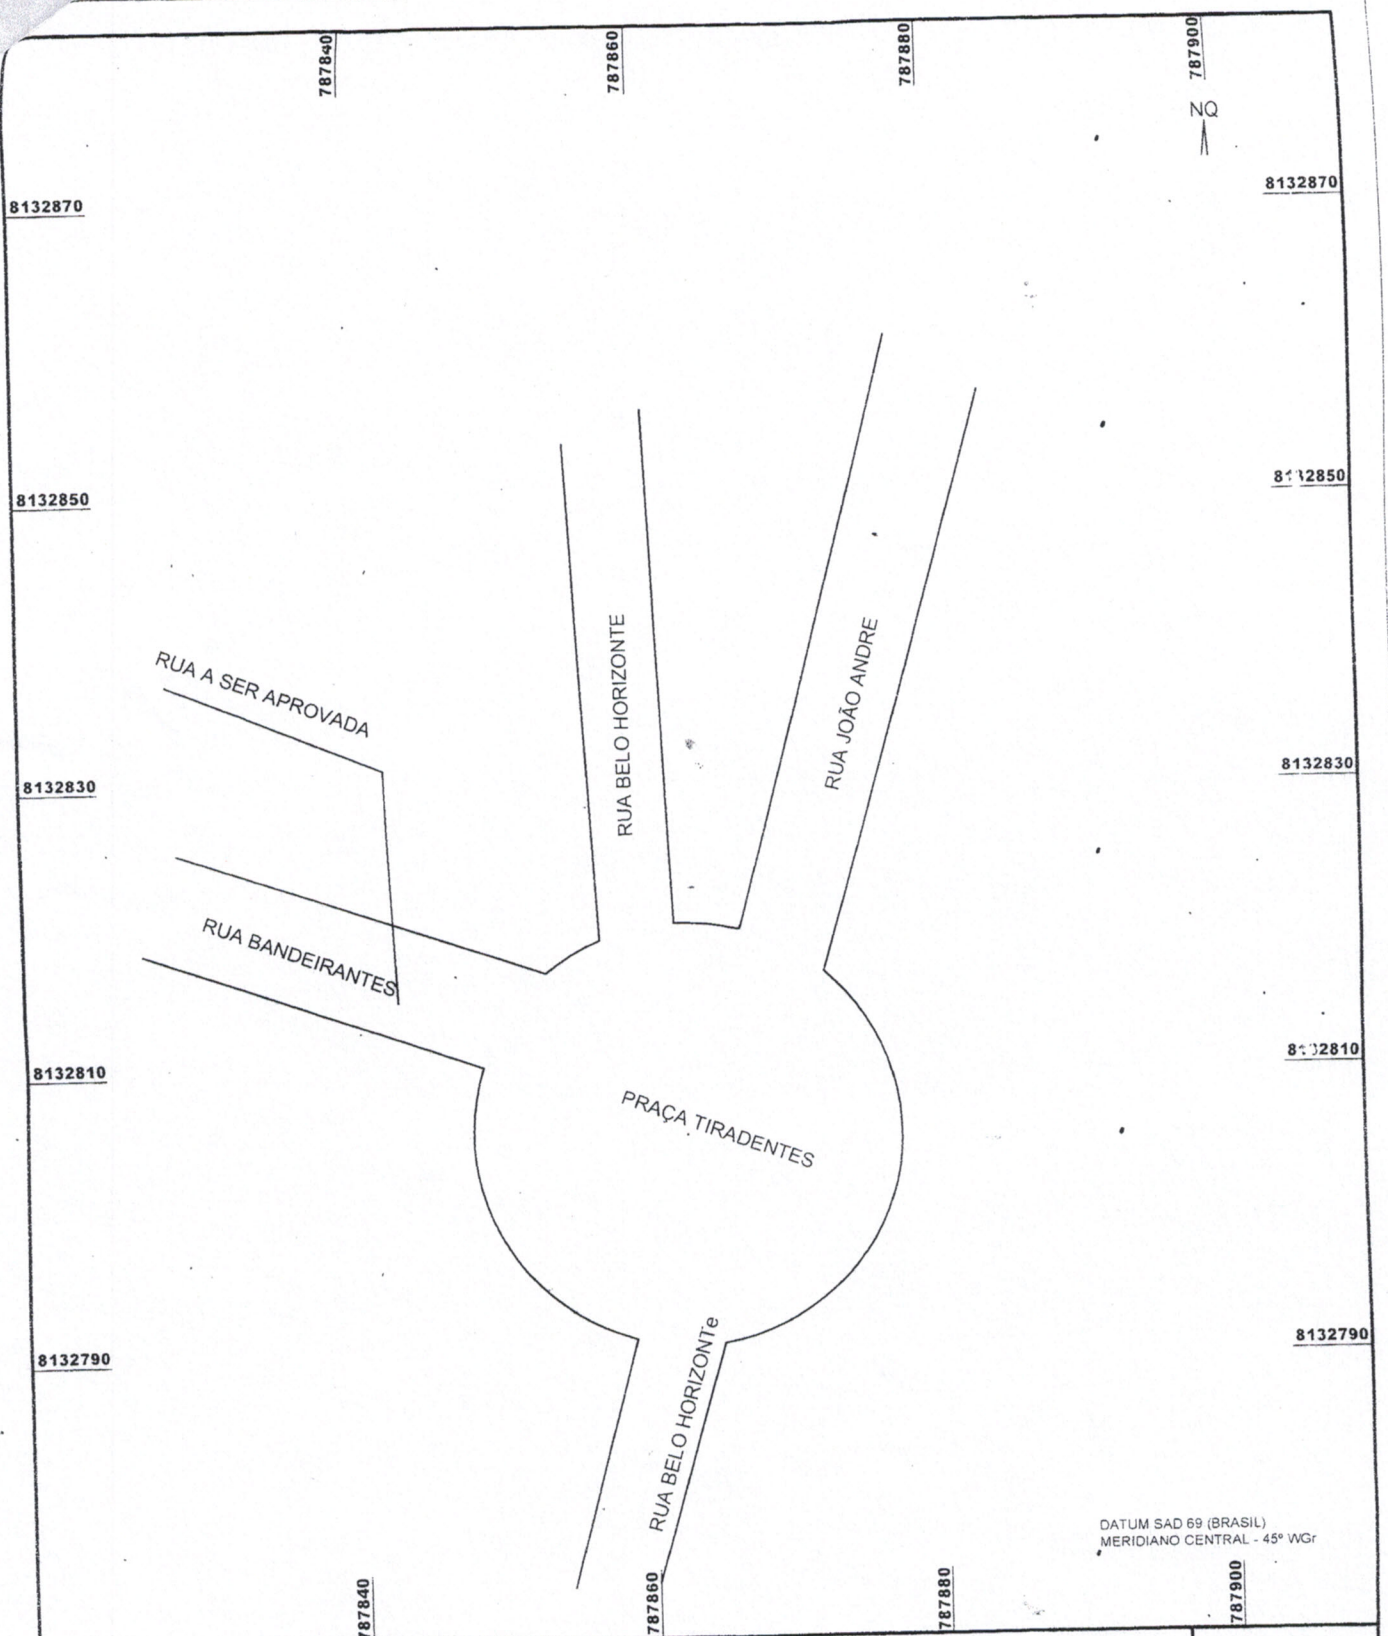 787840
787860
787880
787900
NQ
8132870
8132870
8132850
2850
RUA BELO HORIZONTE
RUA JOÃO ANDRE
RUA A SER APROVADA
8132830
8132830
RUA BANDEIRANTES
2810
8132810
PRAÇA TIRADENTES
8132790
8132790
RUA BELO HORIZONTe
DATUM SAD 69 (BRASIL)
MERIDIANO CENTRAL - 45º WGr
787840
787860
787880
787900